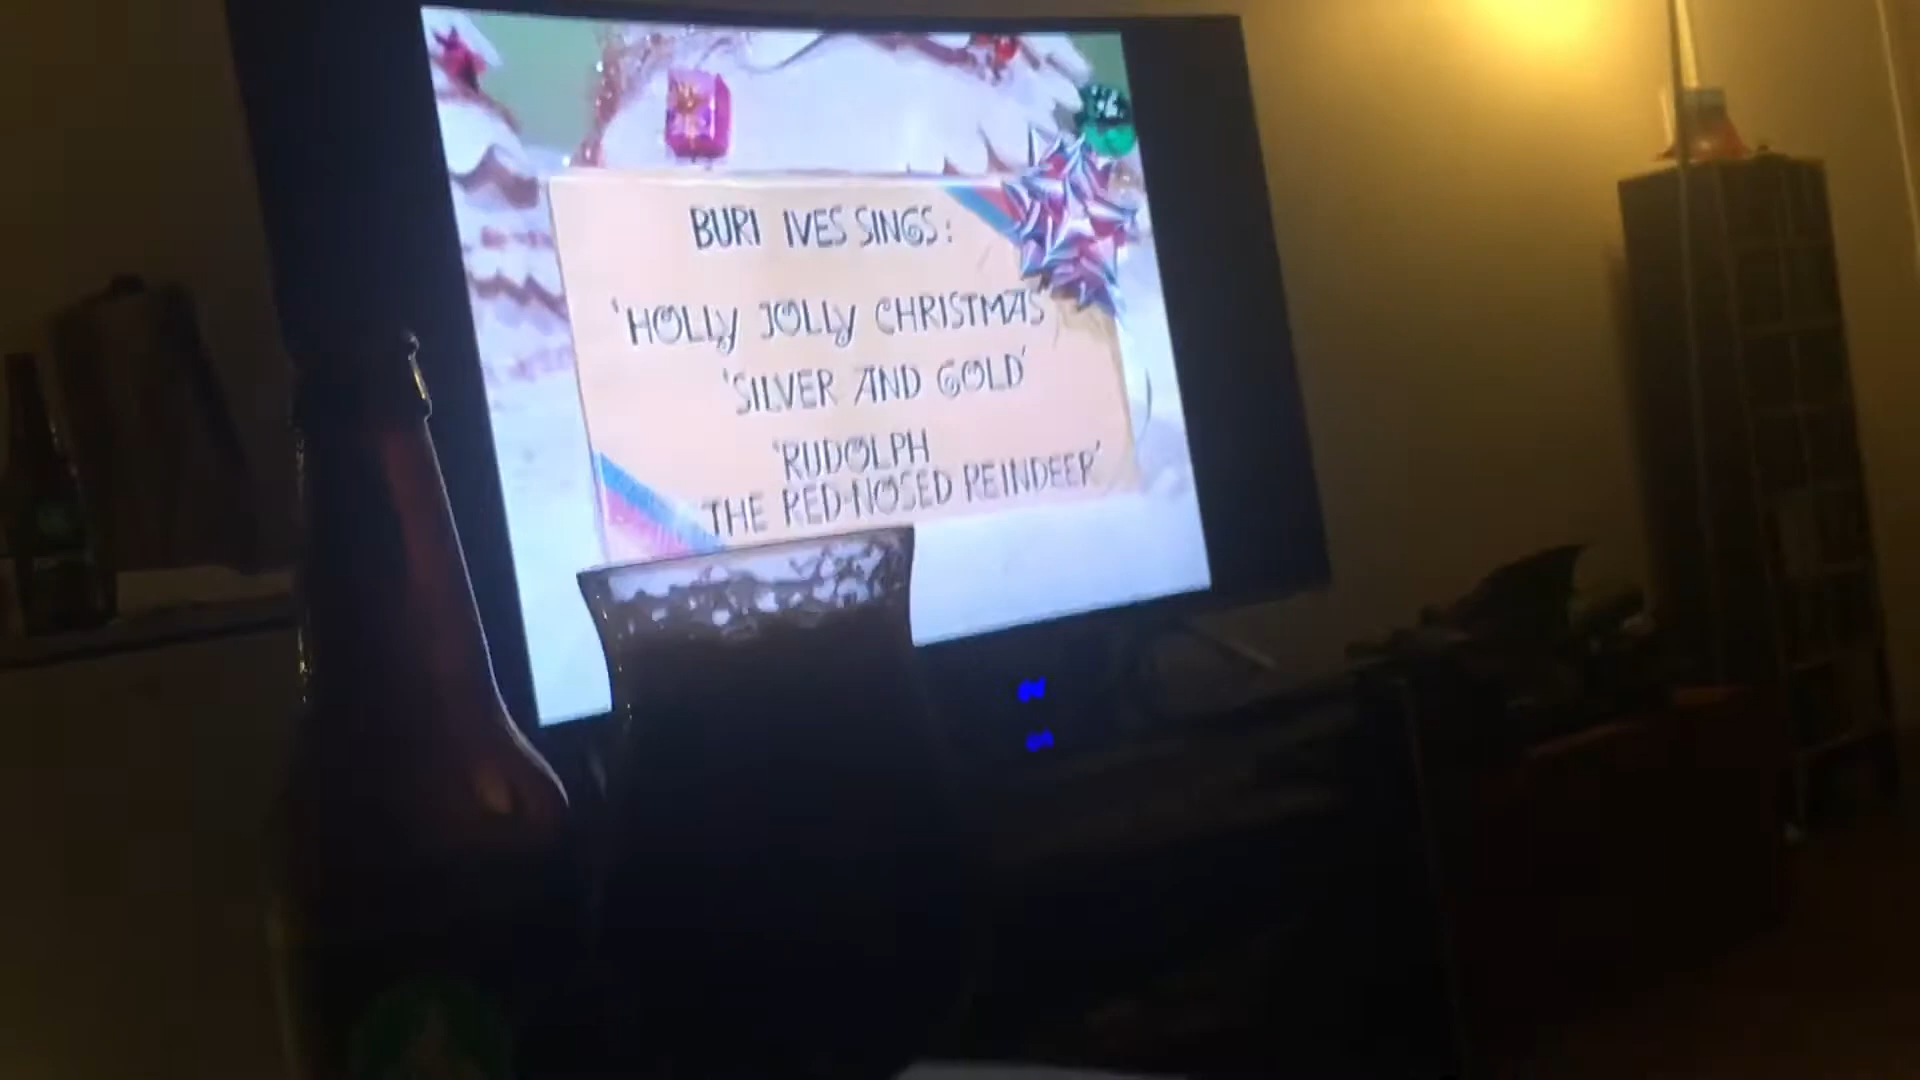 BURL IVES SINGS:
'HOLLY JOLLY CHRISTMAS'
'SILVER AND GOLD'
'RUDOLPH
THE RED-NOSED REINDEER'